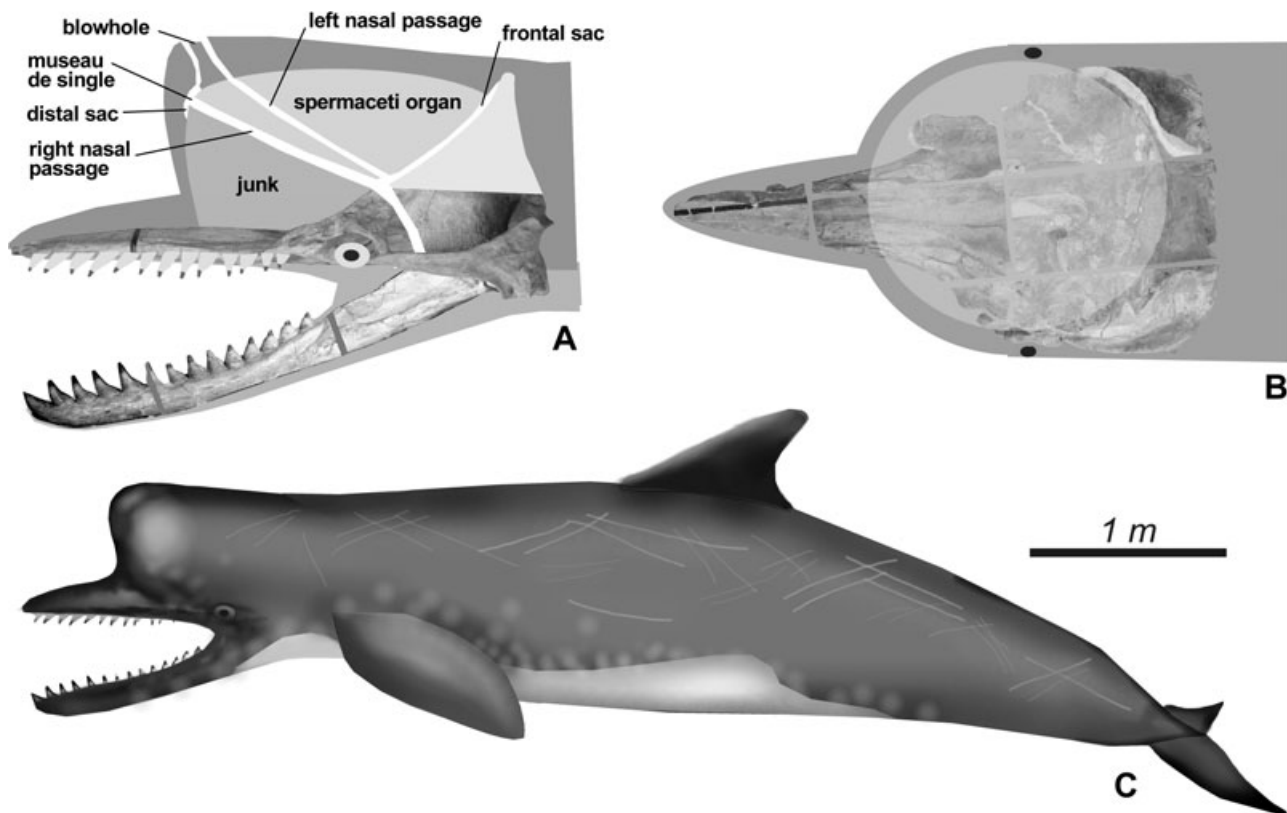 blowhole
left nasal passage
frontal sac
museau
de single
spermaceti organ
distal sac
right nasal
passage
junk
A
B
1 m
C